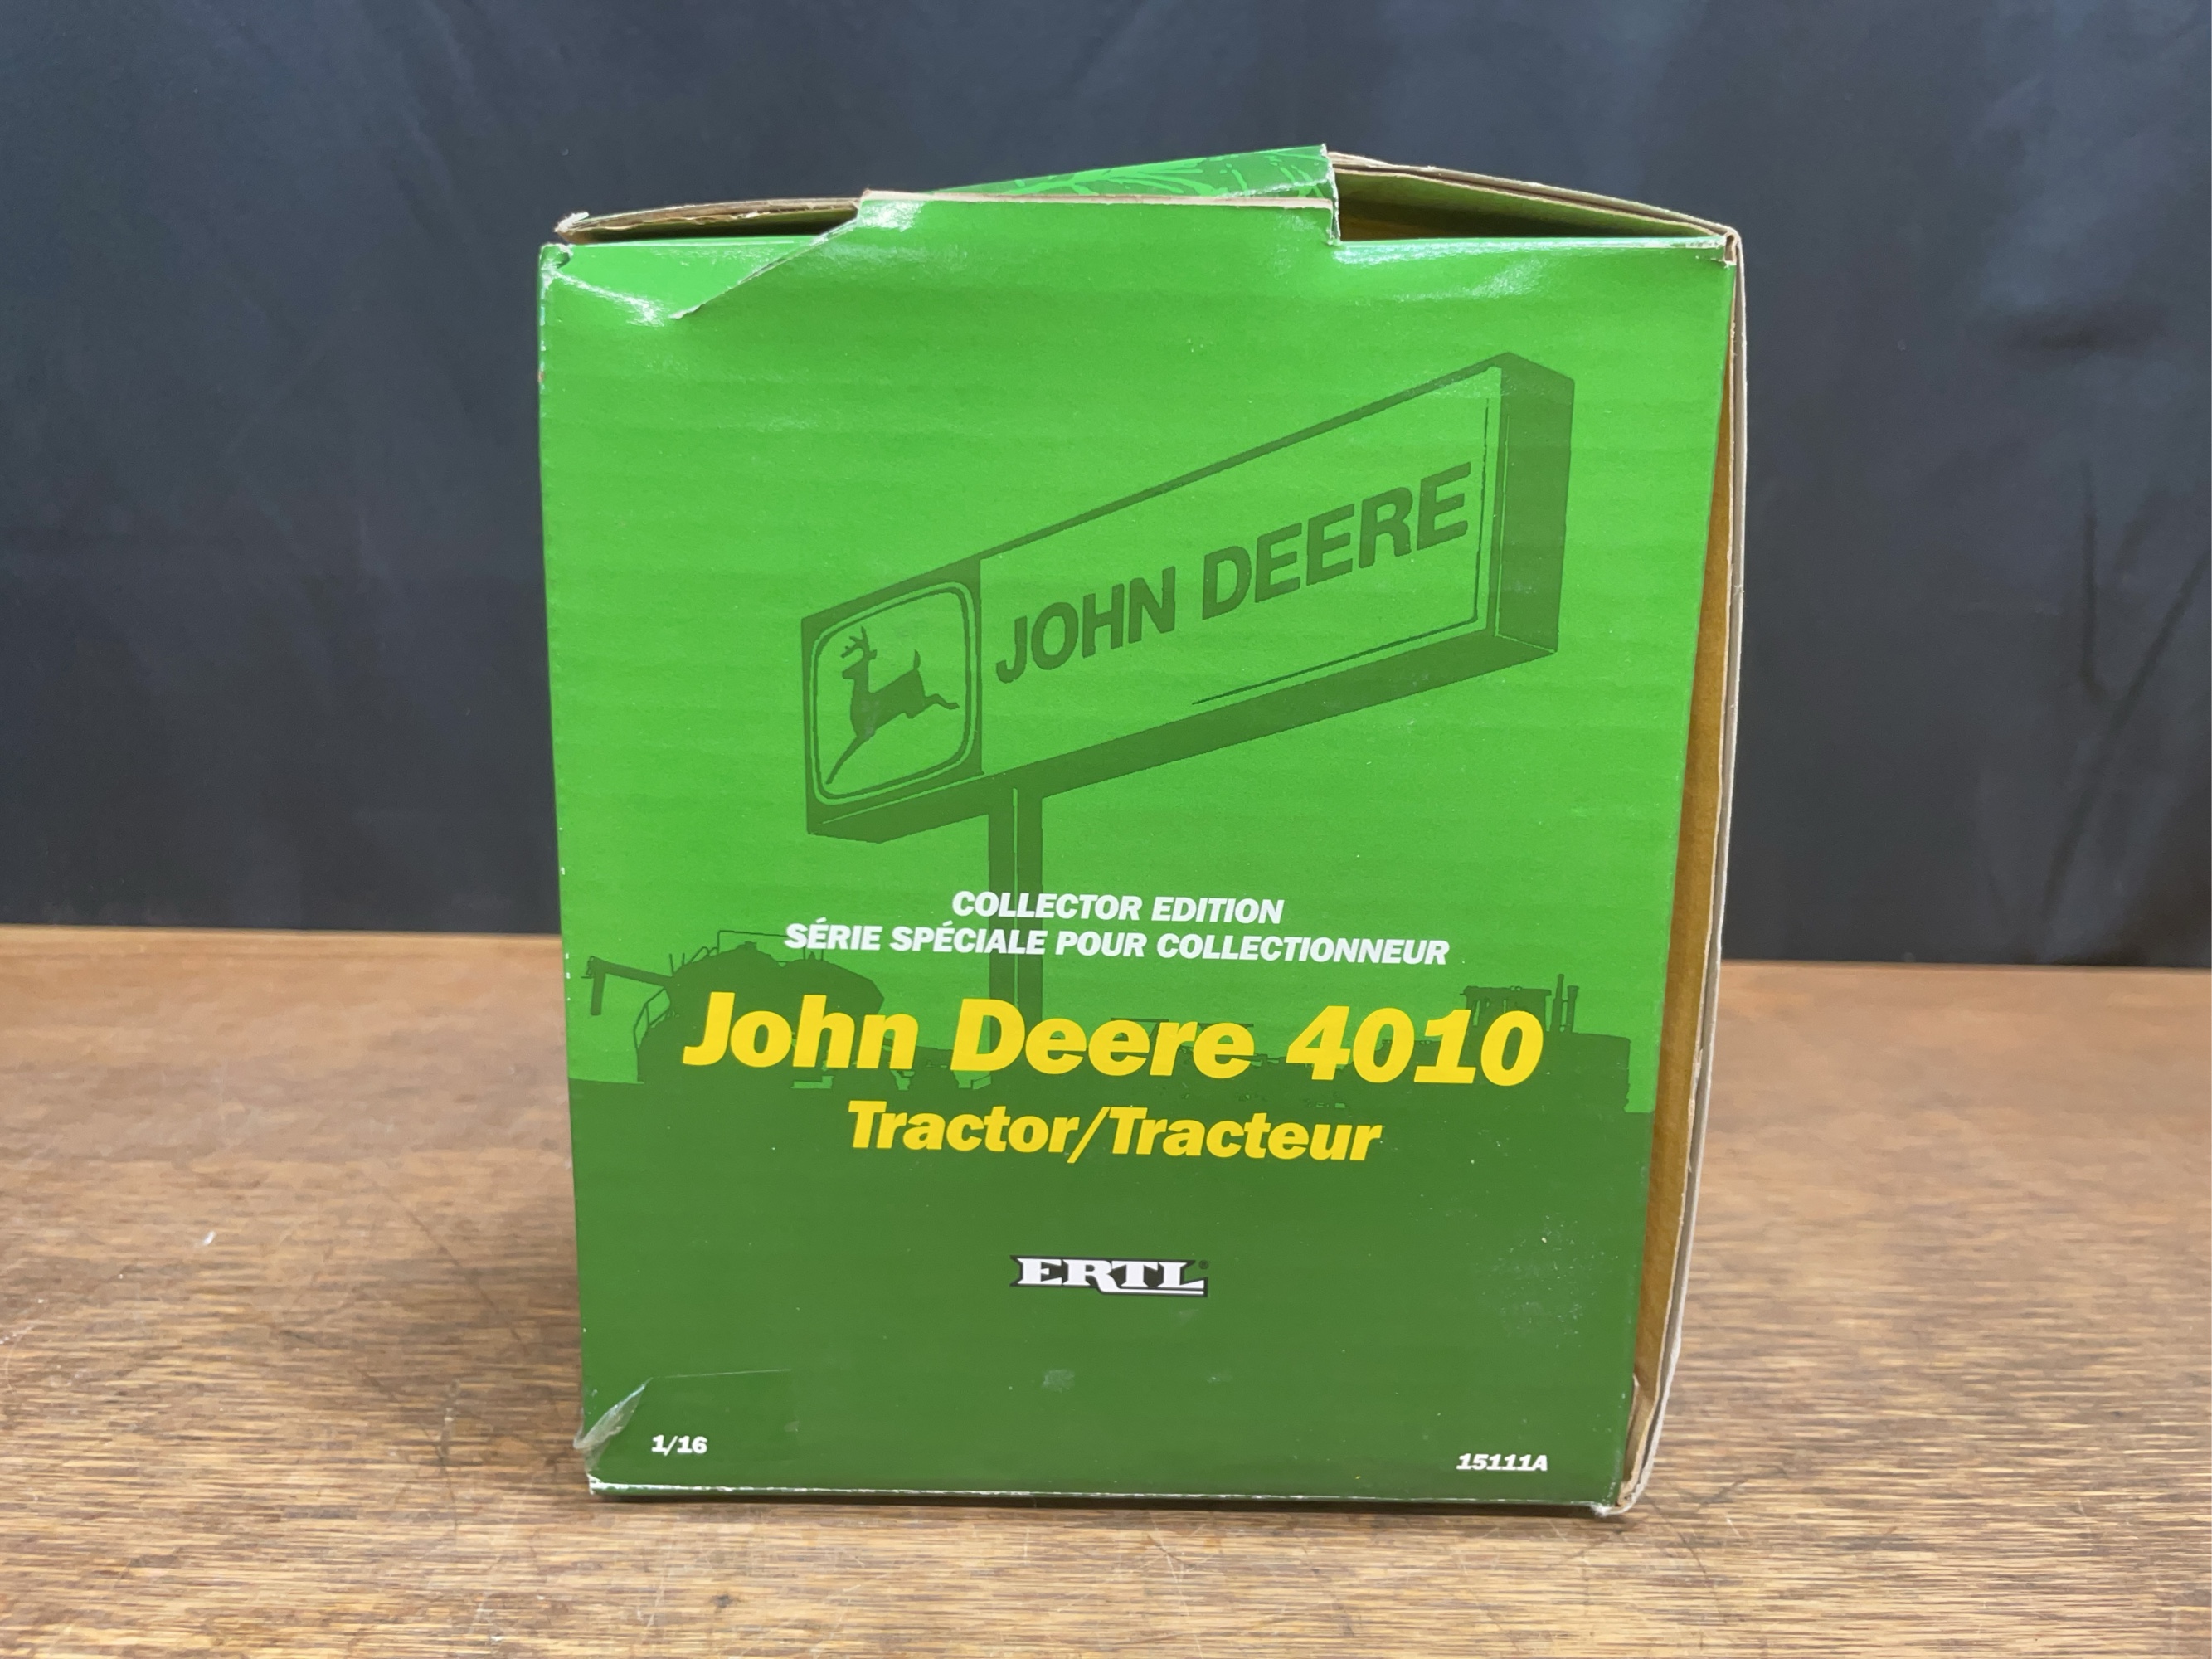 JOHN DEERE
COLLECTOR EDITION
SÉRIE SPÉCIALE POUR COLLECTIONNEUR
John Deere 4010
Tractor/Tracteur
ERTL®
1/16
15111A